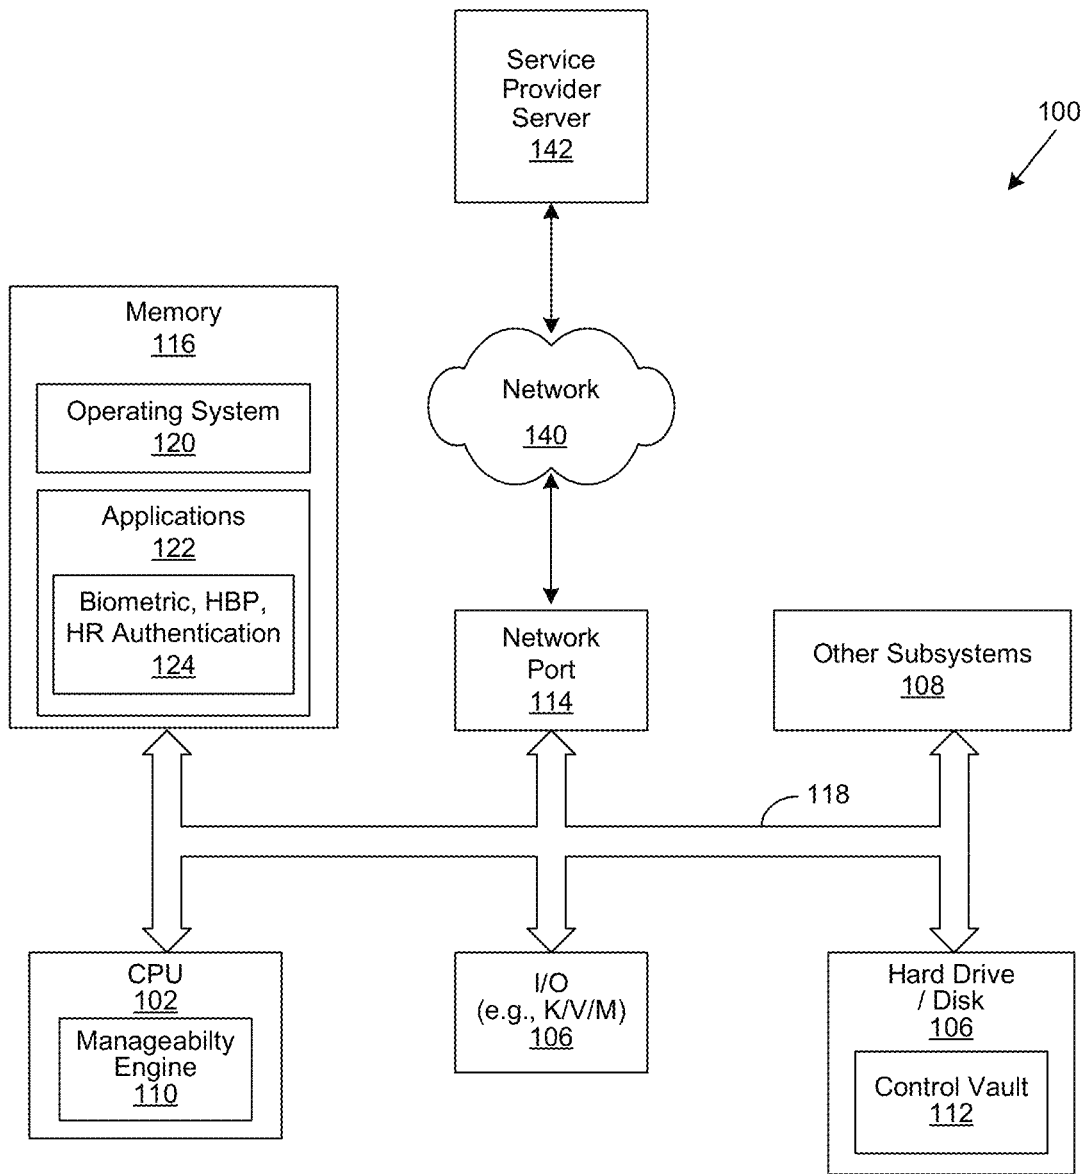 Service
Provider
Server
142
100
Memory
116
Operating System
120
Applications
122
Biometric, HBP,
HR Authentication
124
Network
140
Network
Port
114
Other Subsystems
108
118
CPU
102
Manageabilty
Engine
110
I/O
(e.g., K/V/M)
106
Hard Drive
/ Disk
106
Control Vault
112